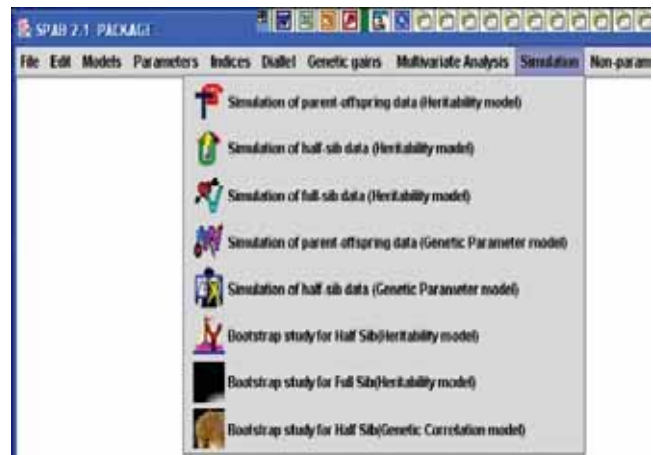 SPAB 2.1 PACKAGE
File Edit Models Parameters Indices Diallel Genetic gains Multivariate Analysis Simulation Non-param
Simulation of parent-offspring data (Heritability model)
Simulation of half-sib data (Heritability model)
Simulation of full-sib data (Heritability model)
Simulation of parent-offspring data (Genetic Parameter model)
Simulation of half sib data (Genetic Parameter model)
Bootstrap study for Half Sib(Heritability model)
Bootstrap study for Full Sib(Heritability model)
Bootstrap study for Half Sib(Genetic Correlation model)